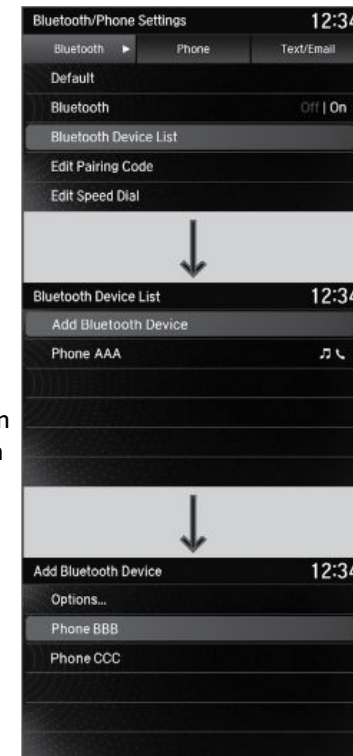 Bluetooth/Phone Settings 12:34
Bluetooth ▶ Phone Text/Email
Default
Bluetooth Off | On
Bluetooth Device List
Edit Pairing Code
Edit Speed Dial
Bluetooth Device List 12:34
Add Bluetooth Device
Phone AAA
Add Bluetooth Device 12:34
Options...
Phone BBB
Phone CCC